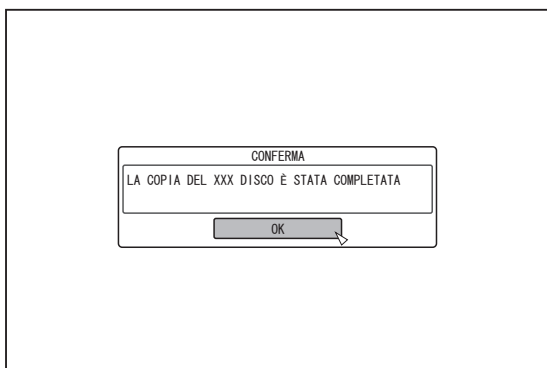 CONFERMA
LA COPIA DEL XXX DISCO È STATA COMPLETATA
OK